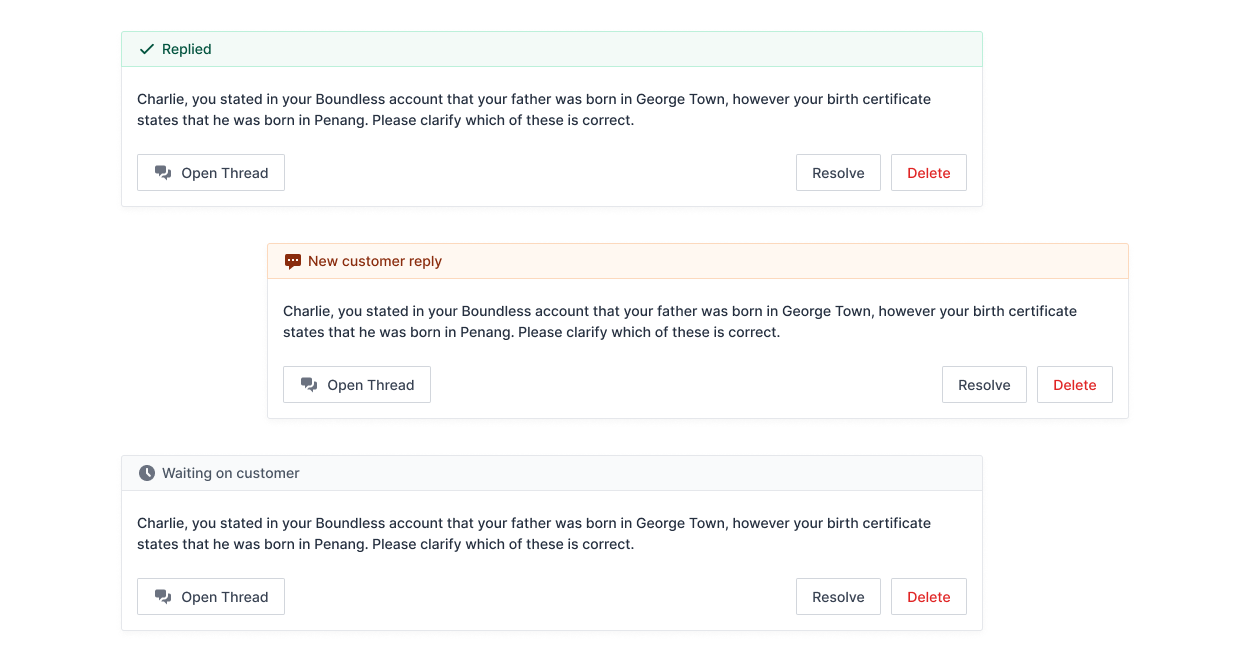 Replied
Charlie, you stated in your Boundless account that your father was born in George Town, however your birth certificate
states that he was born in Penang. Please clarify which of these is correct.
Open Thread
Resolve
Delete
New customer reply
Charlie, you stated in your Boundless account that your father was born in George Town, however your birth certificate
states that he was born in Penang. Please clarify which of these is correct.
Open Thread
Resolve
Delete
Waiting on customer
Charlie, you stated in your Boundless account that your father was born in George Town, however your birth certificate
states that he was born in Penang. Please clarify which of these is correct.
Open Thread
Resolve
Delete